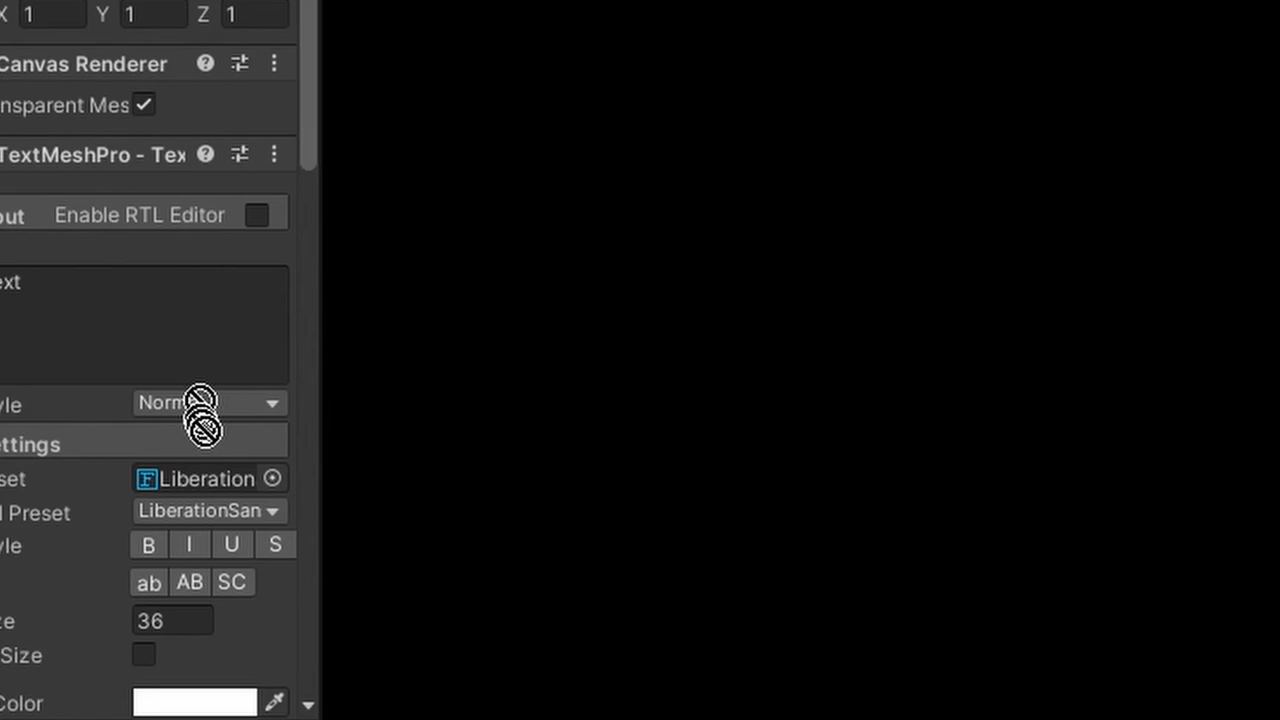 X 1 Y 1 Z 1
Canvas Renderer
nsparent Mes
TextMeshPro - Tex
out Enable RTL Editor
ext
yle Norm
ettings
set F Liberation
l Preset LiberationSan
yle B I U S
ab AB SC
ze 36
Size
Color